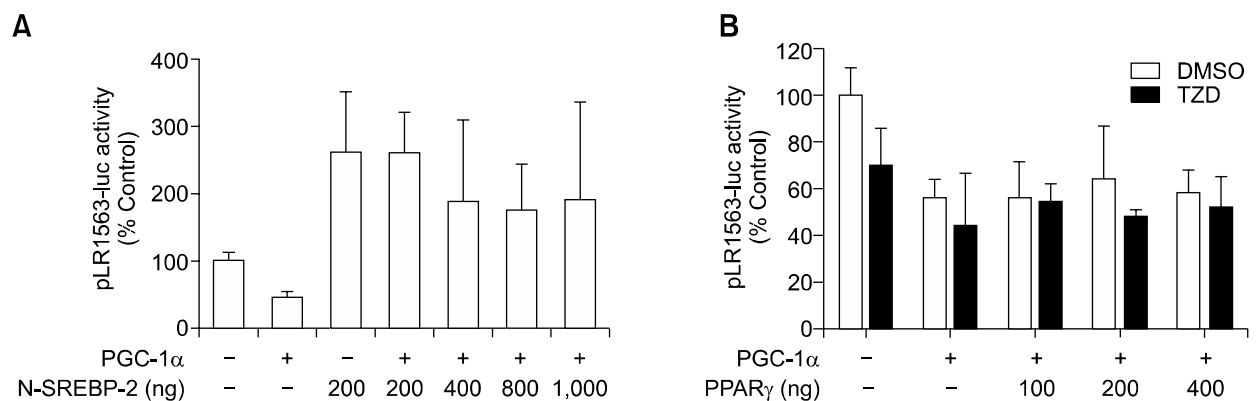 A
pLR1563-luc activity
(% Control)
400
300
200
100
0
PGC-1α – + – + + + +
N-SREBP-2 (ng) – – 200 200 400 800 1,000
B
pLR1563-luc activity
(% Control)
120
100
80
60
40
20
0
DMSO
TZD
PGC-1α – + + + +
PPARγ (ng) – – 100 200 400